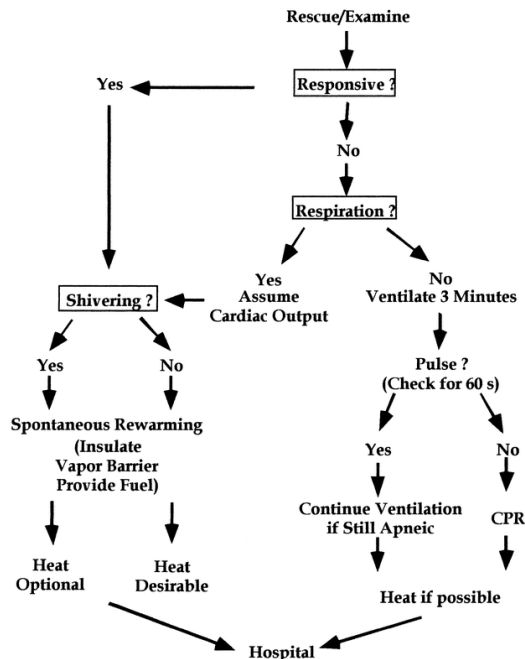 Rescue/Examine
Yes
Responsive ?
No
Respiration ?
Yes
Assume
Cardiac Output
No
Ventilate 3 Minutes
Shivering ?
Yes
No
Pulse ?
(Check for 60 s)
Spontaneous Rewarming
(Insulate
Vapor Barrier
Provide Fuel)
Yes
No
Continue Ventilation
if Still Apneic
CPR
Heat
Optional
Heat
Desirable
Heat if possible
Hospital